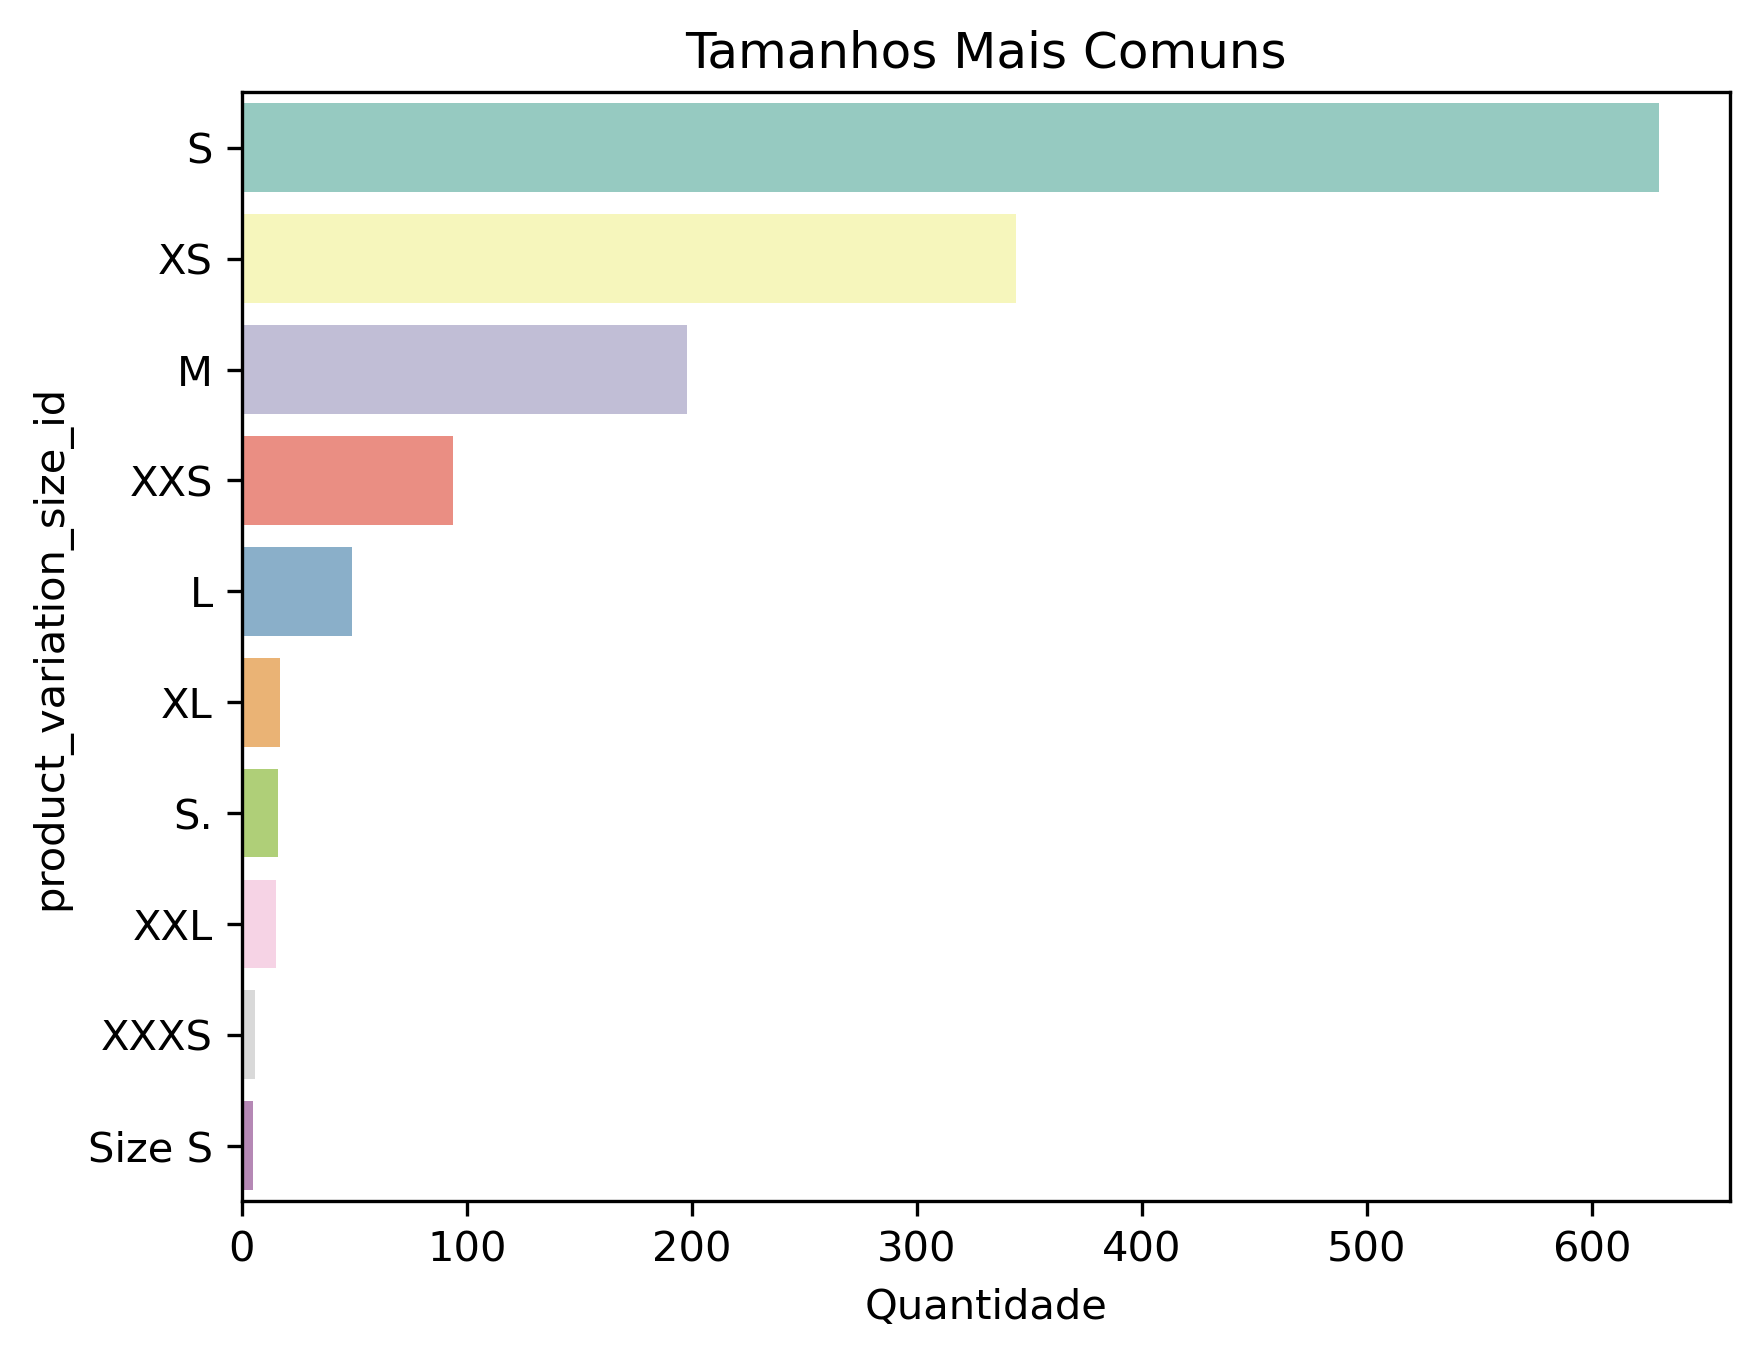 Tamanhos Mais Comuns
product_variation_size_id
S
XS
M
XXS
L
XL
S.
XXL
XXXS
Size S
0 100 200 300 400 500 600
Quantidade